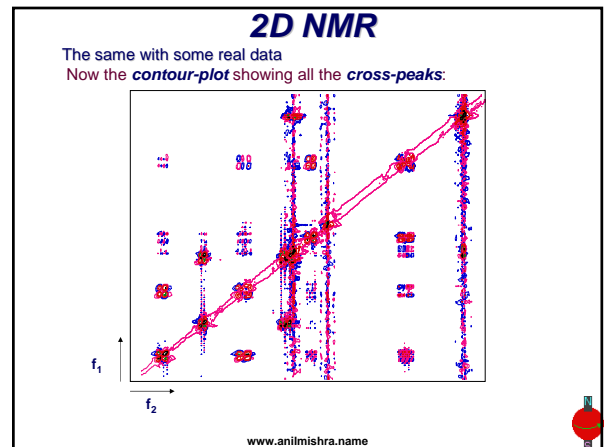 2D NMR
The same with some real data
Now the contour-plot showing all the cross-peaks:
f1
f2
www.anilmishra.name
N